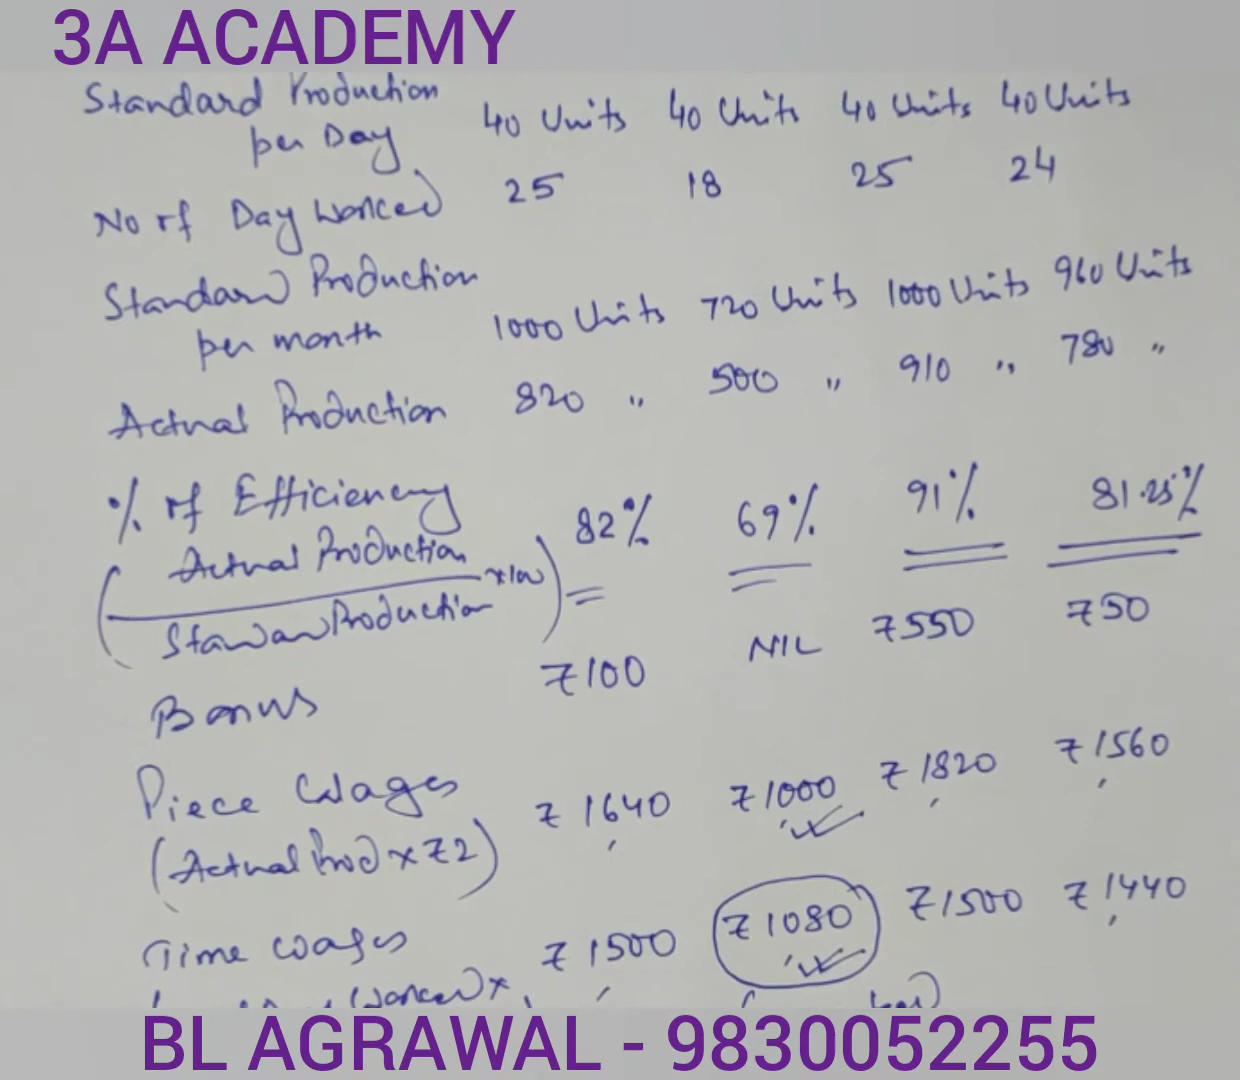 3A ACADEMY
Standard Production
per Day 40 Units 40 Units 40 Units 40 Units
No of Day Worked 25 18 25 24
Standard Production
per month 1000 Units 720 Units 1000 Units 960 Units
Actual Production 820 " 500 " 910 " 780 "
% of Efficiency 82% 69% 91% 81.25%
(Actual Production
Standard Production ×100)
Bonus ₹100 NIL ₹550 ₹50
Piece Wages ₹1640 ₹1000 ₹1820 ₹1560
(Actual Prod × ₹2)
Time Wages ₹1500 ₹1080 ₹1500 ₹1440
Worked ×
BL AGRAWAL - 9830052255